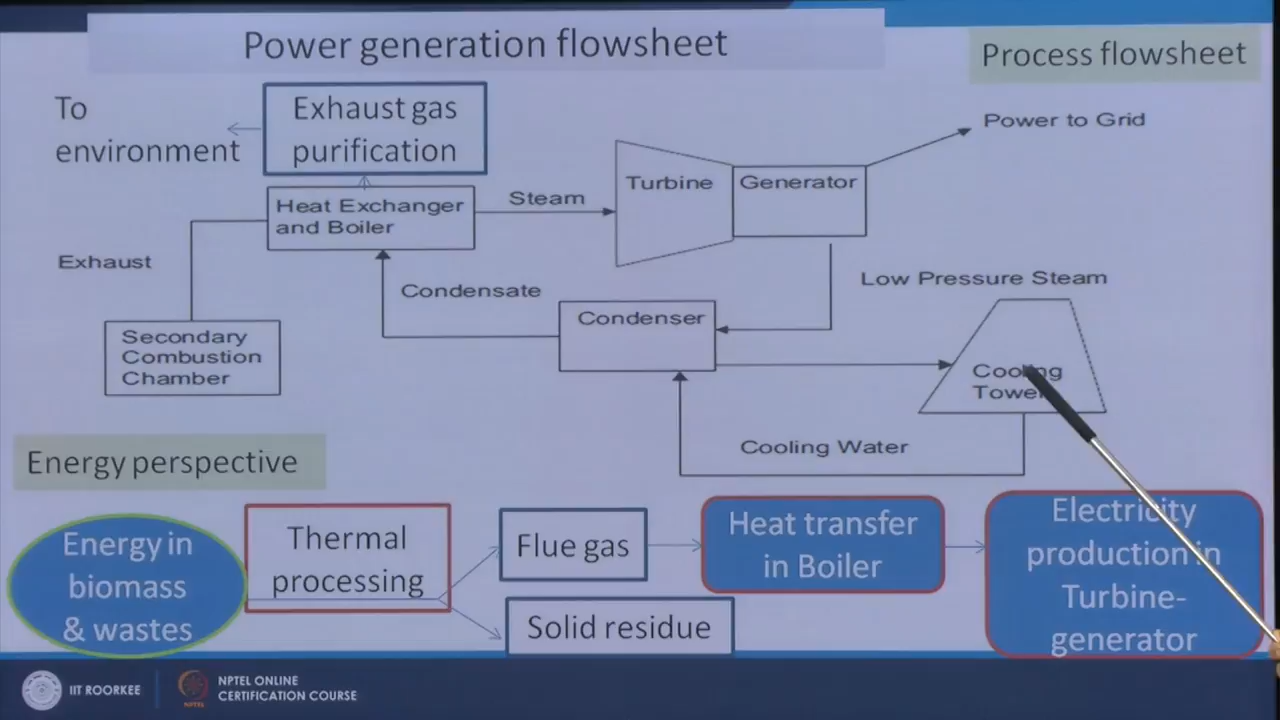 Power generation flowsheet
Process flowsheet
To
environment
Exhaust gas
purification
Power to Grid
Heat Exchanger
and Boiler
Steam
Turbine
Generator
Exhaust
Condensate
Low Pressure Steam
Condenser
Secondary
Combustion
Chamber
Cooling
Tower
Cooling Water
Energy perspective
Energy in
biomass
& wastes
Thermal
processing
Flue gas
Solid residue
Heat transfer
in Boiler
Electricity
production in
Turbine-
generator
IIT ROORKEE
NPTEL
NPTEL ONLINE
CERTIFICATION COURSE